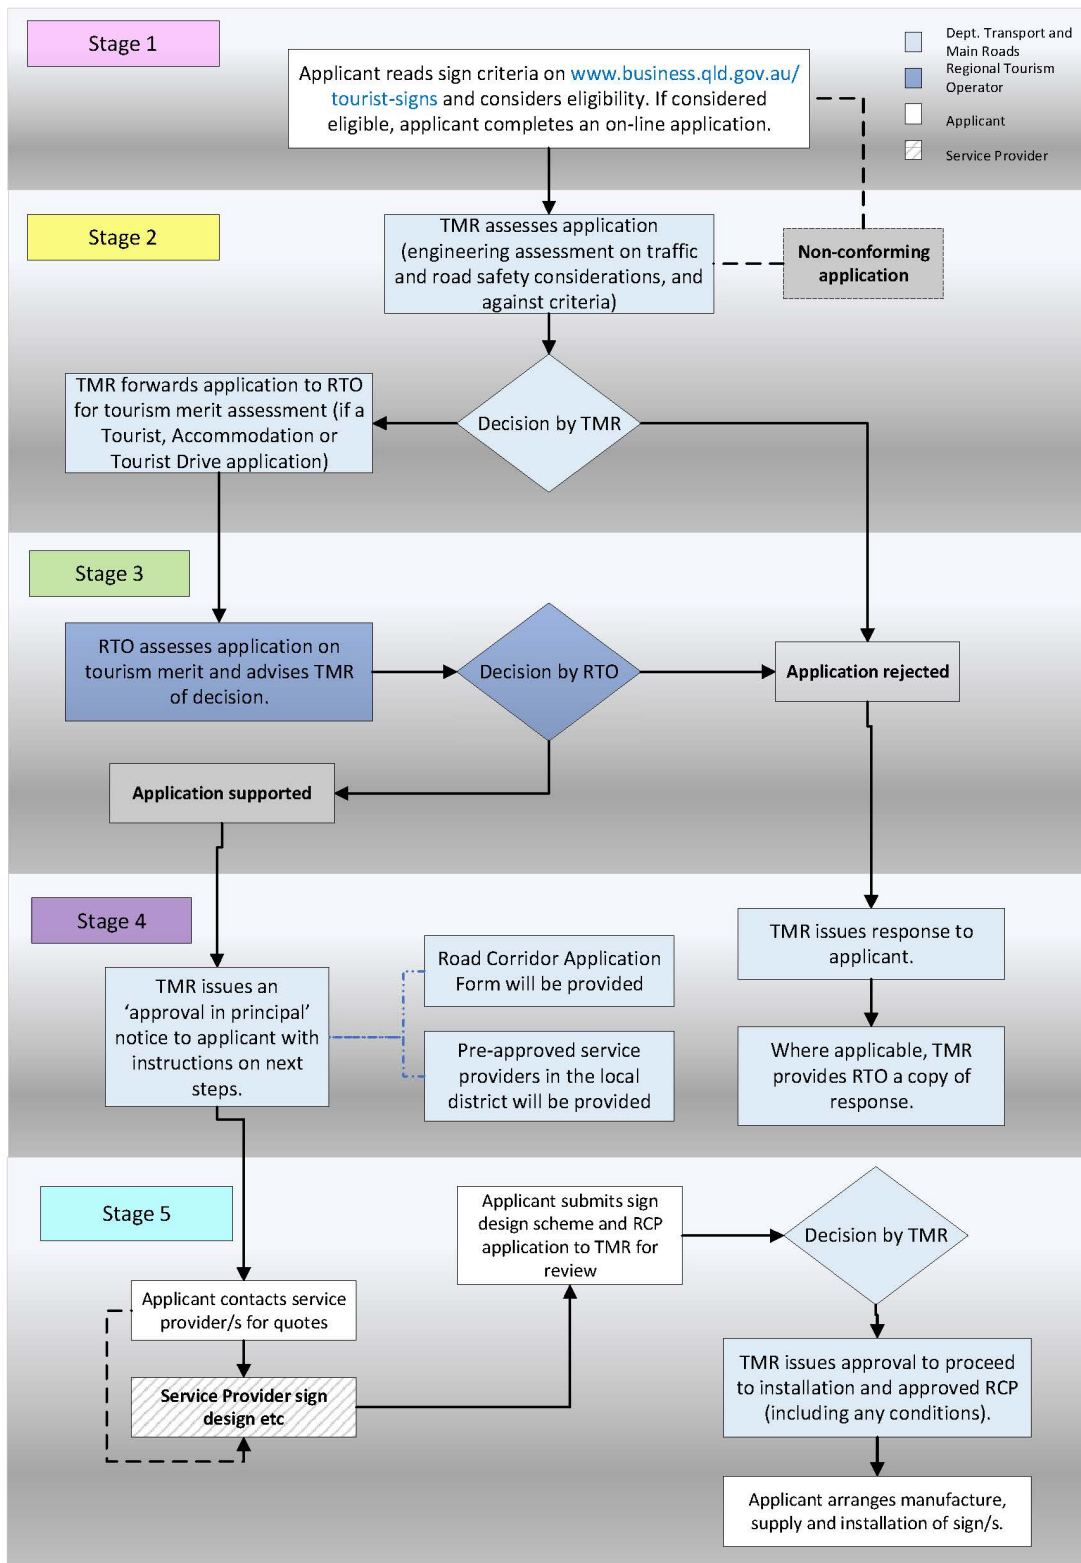 Stage 1
Dept. Transport and
Main Roads
Regional Tourism
Operator
Applicant
Service Provider
Applicant reads sign criteria on www.business.qld.gov.au/
tourist-signs and considers eligibility. If considered
eligible, applicant completes an on-line application.
Stage 2
TMR assesses application
(engineering assessment on traffic
and road safety considerations, and
against criteria)
Non-conforming
application
TMR forwards application to RTO
for tourism merit assessment (if a
Tourist, Accommodation or
Tourist Drive application)
Decision by TMR
Stage 3
RTO assesses application on
tourism merit and advises TMR
of decision.
Decision by RTO
Application rejected
Application supported
Stage 4
TMR issues an
‘approval in principal’
notice to applicant with
instructions on next
steps.
Road Corridor Application
Form will be provided
Pre-approved service
providers in the local
district will be provided
TMR issues response to
applicant.
Where applicable, TMR
provides RTO a copy of
response.
Stage 5
Applicant contacts service
provider/s for quotes
Service Provider sign
design etc
Applicant submits sign
design scheme and RCP
application to TMR for
review
Decision by TMR
TMR issues approval to proceed
to installation and approved RCP
(including any conditions).
Applicant arranges manufacture,
supply and installation of sign/s.